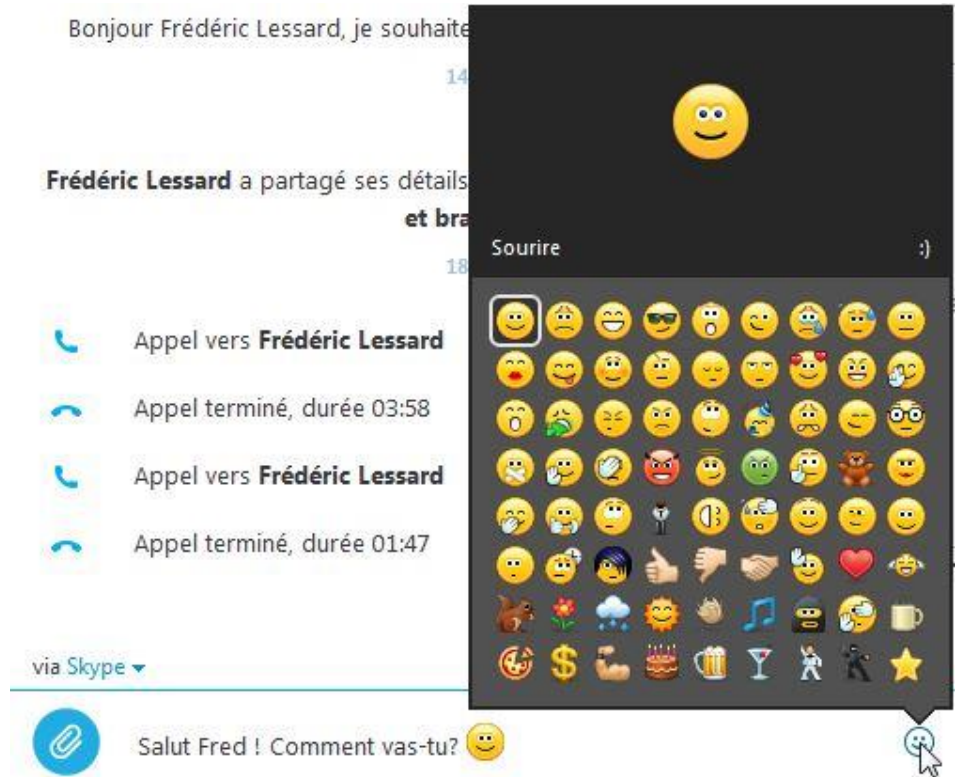 Bonjour Frédéric Lessard, je souhaite
14
Frédéric Lessard a partagé ses détails
et bra
18
Sourire :)
Appel vers Frédéric Lessard
Appel terminé, durée 03:58
Appel vers Frédéric Lessard
Appel terminé, durée 01:47
via Skype
Salut Fred ! Comment vas-tu?